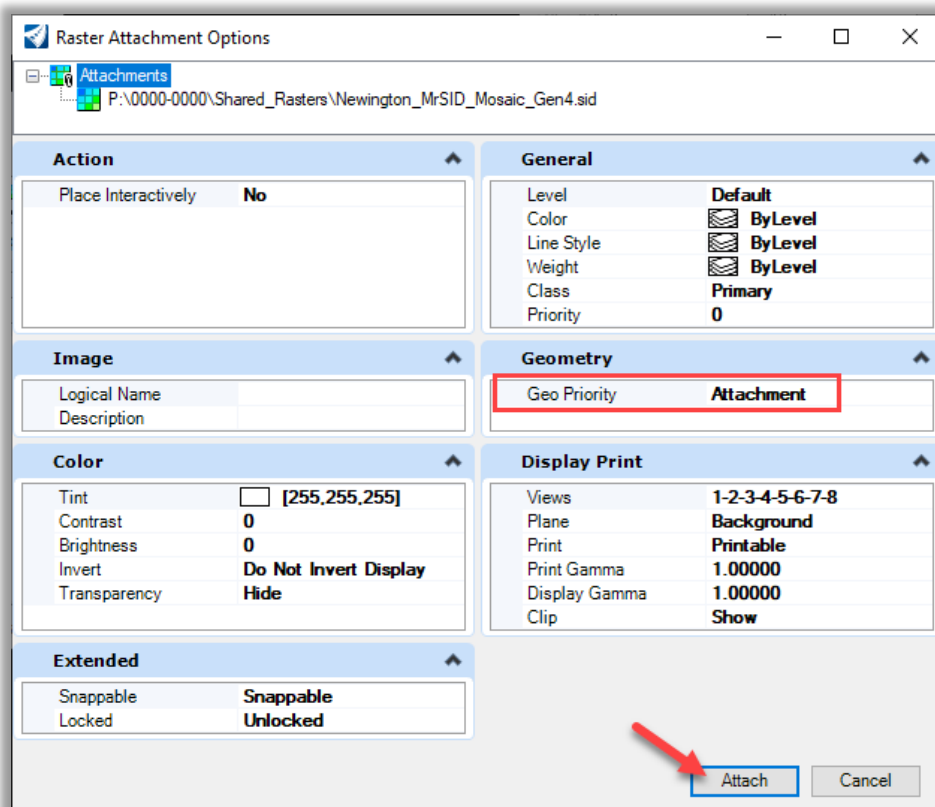 Raster Attachment Options
Attachments
P:\0000-0000\Shared_Rasters\Newington_MrSID_Mosaic_Gen4.sid
Action
Place Interactively No
General
Level Default
Color ByLevel
Line Style ByLevel
Weight ByLevel
Class Primary
Priority 0
Image
Logical Name
Description
Geometry
Geo Priority Attachment
Color
Tint [255,255,255]
Contrast 0
Brightness 0
Invert Do Not Invert Display
Transparency Hide
Display Print
Views 1-2-3-4-5-6-7-8
Plane Background
Print Printable
Print Gamma 1.00000
Display Gamma 1.00000
Clip Show
Extended
Snappable Snappable
Locked Unlocked
Attach Cancel